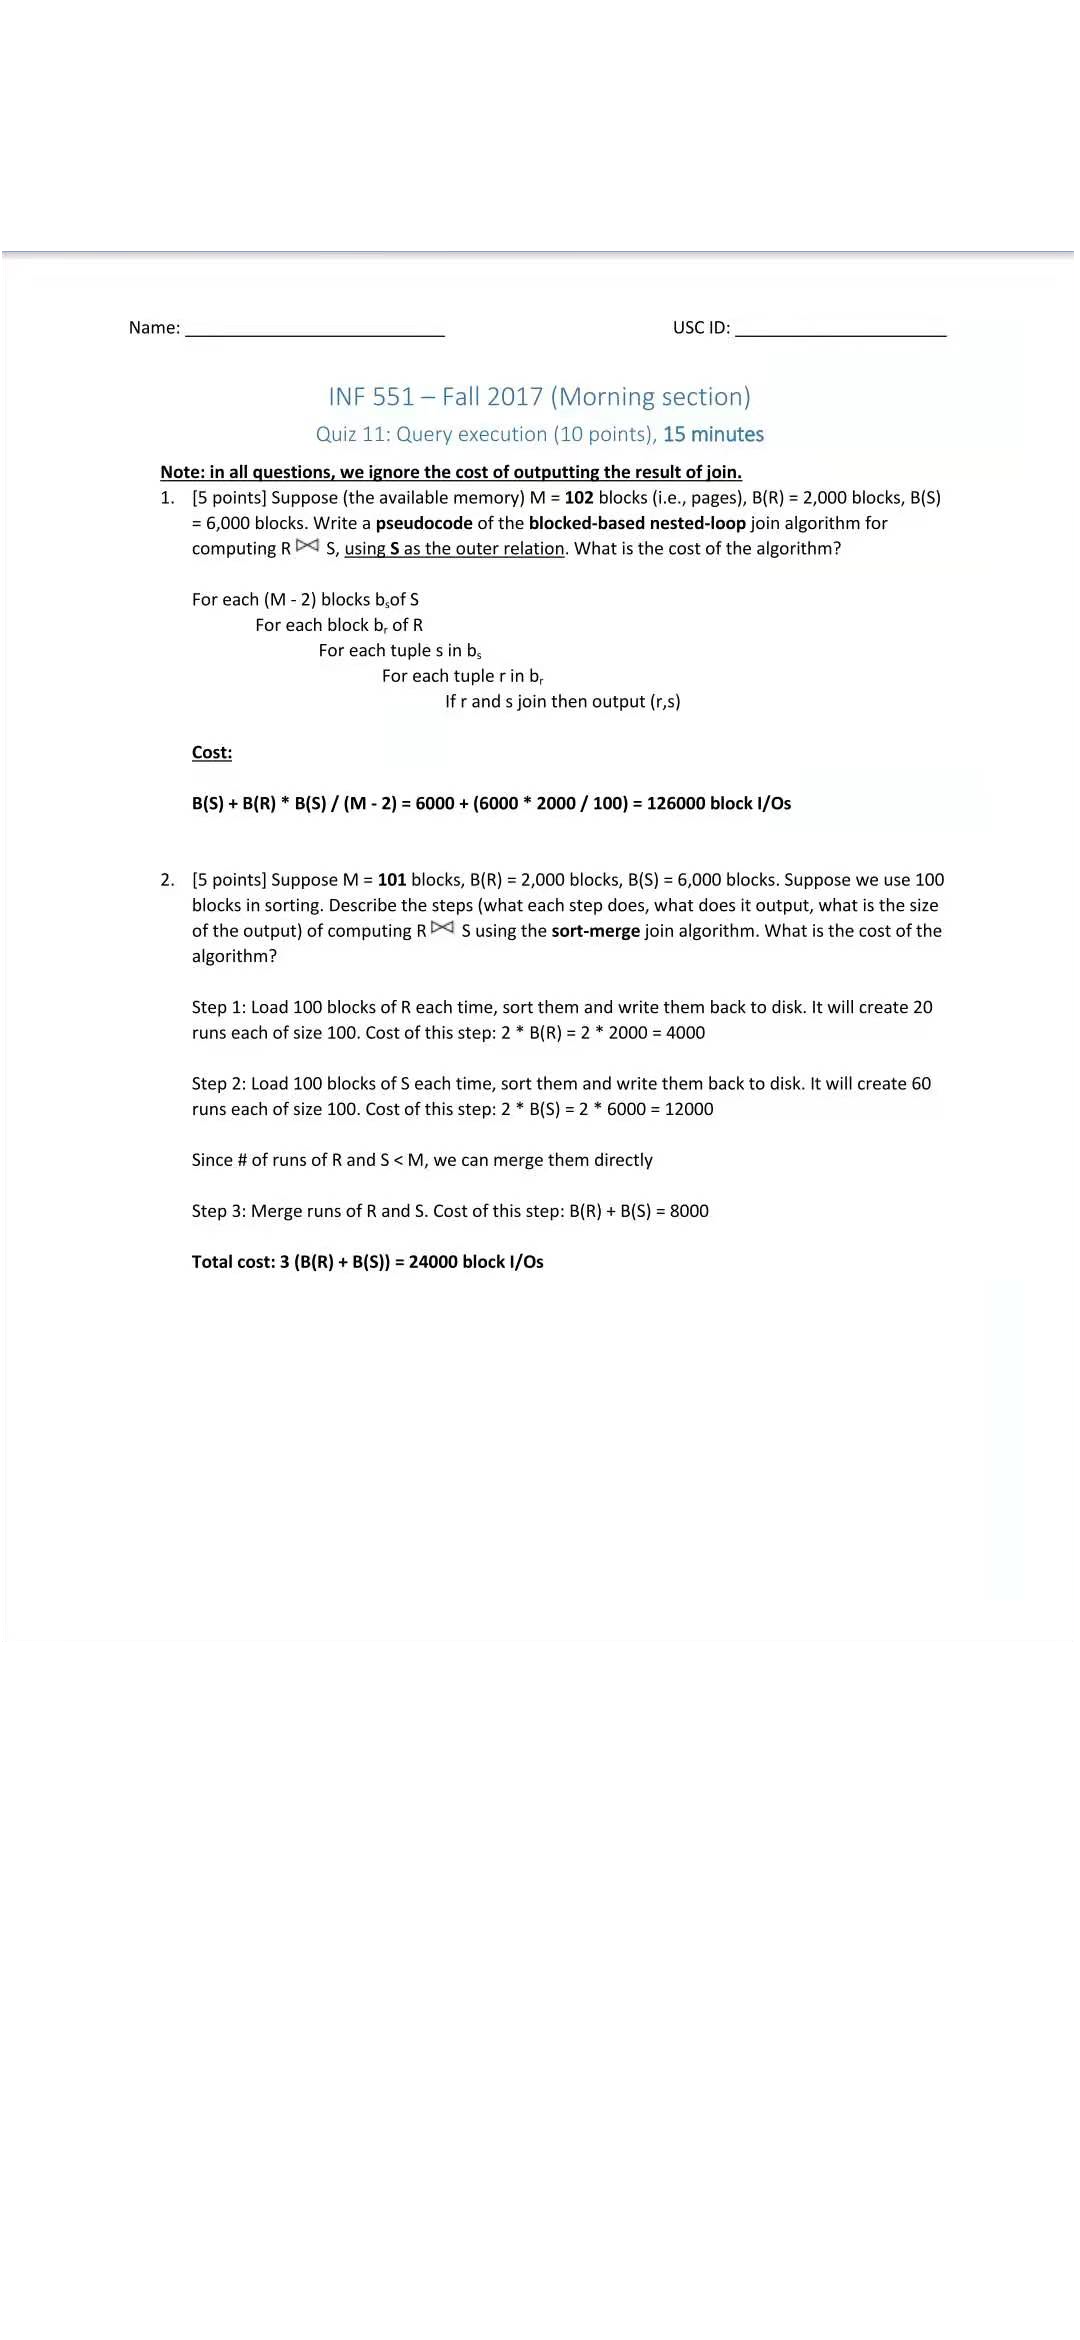 Name: __________________________ USC ID: _____________________
INF 551 – Fall 2017 (Morning section)
Quiz 11: Query execution (10 points), 15 minutes
Note: in all questions, we ignore the cost of outputting the result of join.
1. [5 points] Suppose (the available memory) M = 102 blocks (i.e., pages), B(R) = 2,000 blocks, B(S)
= 6,000 blocks. Write a pseudocode of the blocked-based nested-loop join algorithm for
computing R ⋈ S, using S as the outer relation. What is the cost of the algorithm?
For each (M - 2) blocks bsof S
For each block br of R
For each tuple s in bs
For each tuple r in br
If r and s join then output (r,s)
Cost:
B(S) + B(R) * B(S) / (M - 2) = 6000 + (6000 * 2000 / 100) = 126000 block I/Os
2. [5 points] Suppose M = 101 blocks, B(R) = 2,000 blocks, B(S) = 6,000 blocks. Suppose we use 100
blocks in sorting. Describe the steps (what each step does, what does it output, what is the size
of the output) of computing R ⋈ S using the sort-merge join algorithm. What is the cost of the
algorithm?
Step 1: Load 100 blocks of R each time, sort them and write them back to disk. It will create 20
runs each of size 100. Cost of this step: 2 * B(R) = 2 * 2000 = 4000
Step 2: Load 100 blocks of S each time, sort them and write them back to disk. It will create 60
runs each of size 100. Cost of this step: 2 * B(S) = 2 * 6000 = 12000
Since # of runs of R and S < M, we can merge them directly
Step 3: Merge runs of R and S. Cost of this step: B(R) + B(S) = 8000
Total cost: 3 (B(R) + B(S)) = 24000 block I/Os